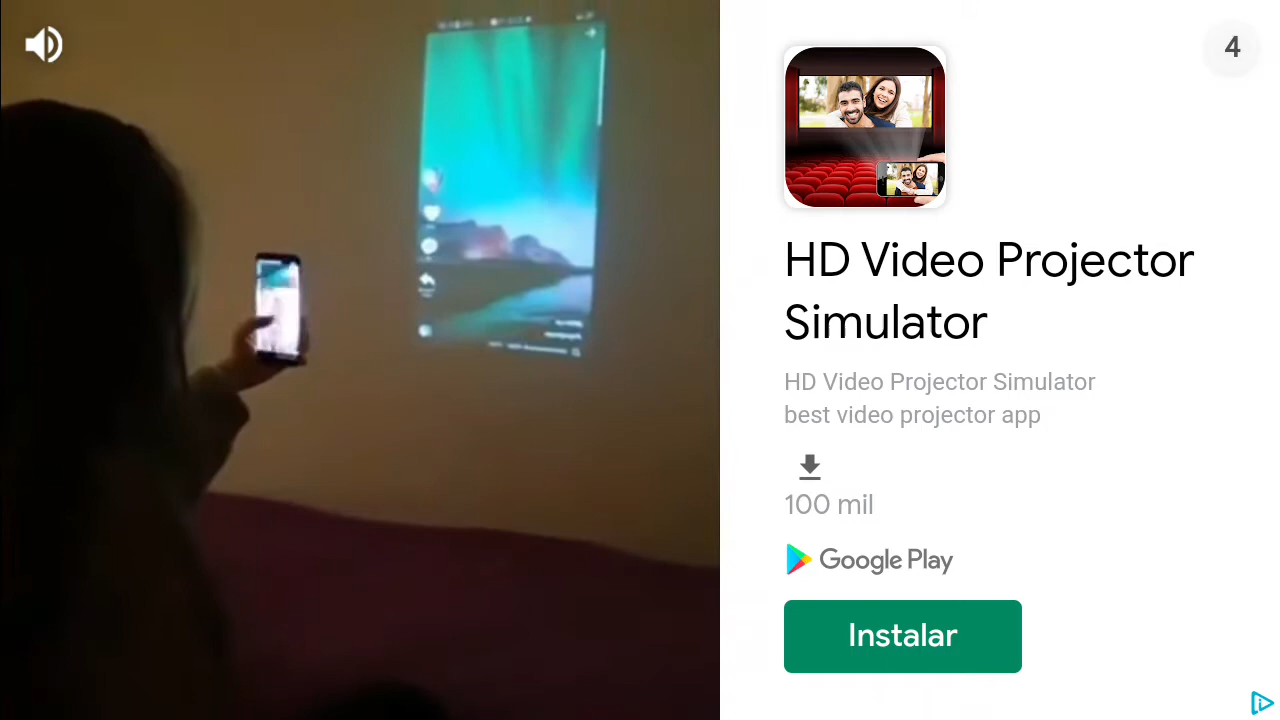 4
HD Video Projector
Simulator
HD Video Projector Simulator
best video projector app
100 mil
Google Play
Instalar